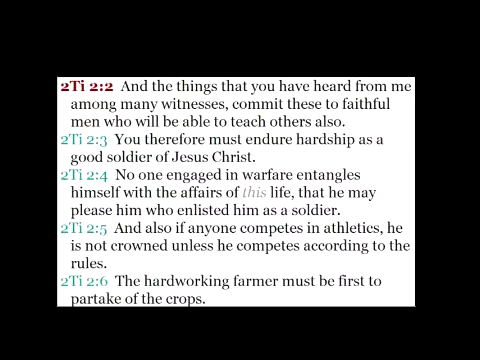 2Ti 2:2 And the things that you have heard from me
among many witnesses, commit these to faithful
men who will be able to teach others also.
2Ti 2:3 You therefore must endure hardship as a
good soldier of Jesus Christ.
2Ti 2:4 No one engaged in warfare entangles
himself with the affairs of this life, that he may
please him who enlisted him as a soldier.
2Ti 2:5 And also if anyone competes in athletics, he
is not crowned unless he competes according to the
rules.
2Ti 2:6 The hardworking farmer must be first to
partake of the crops.